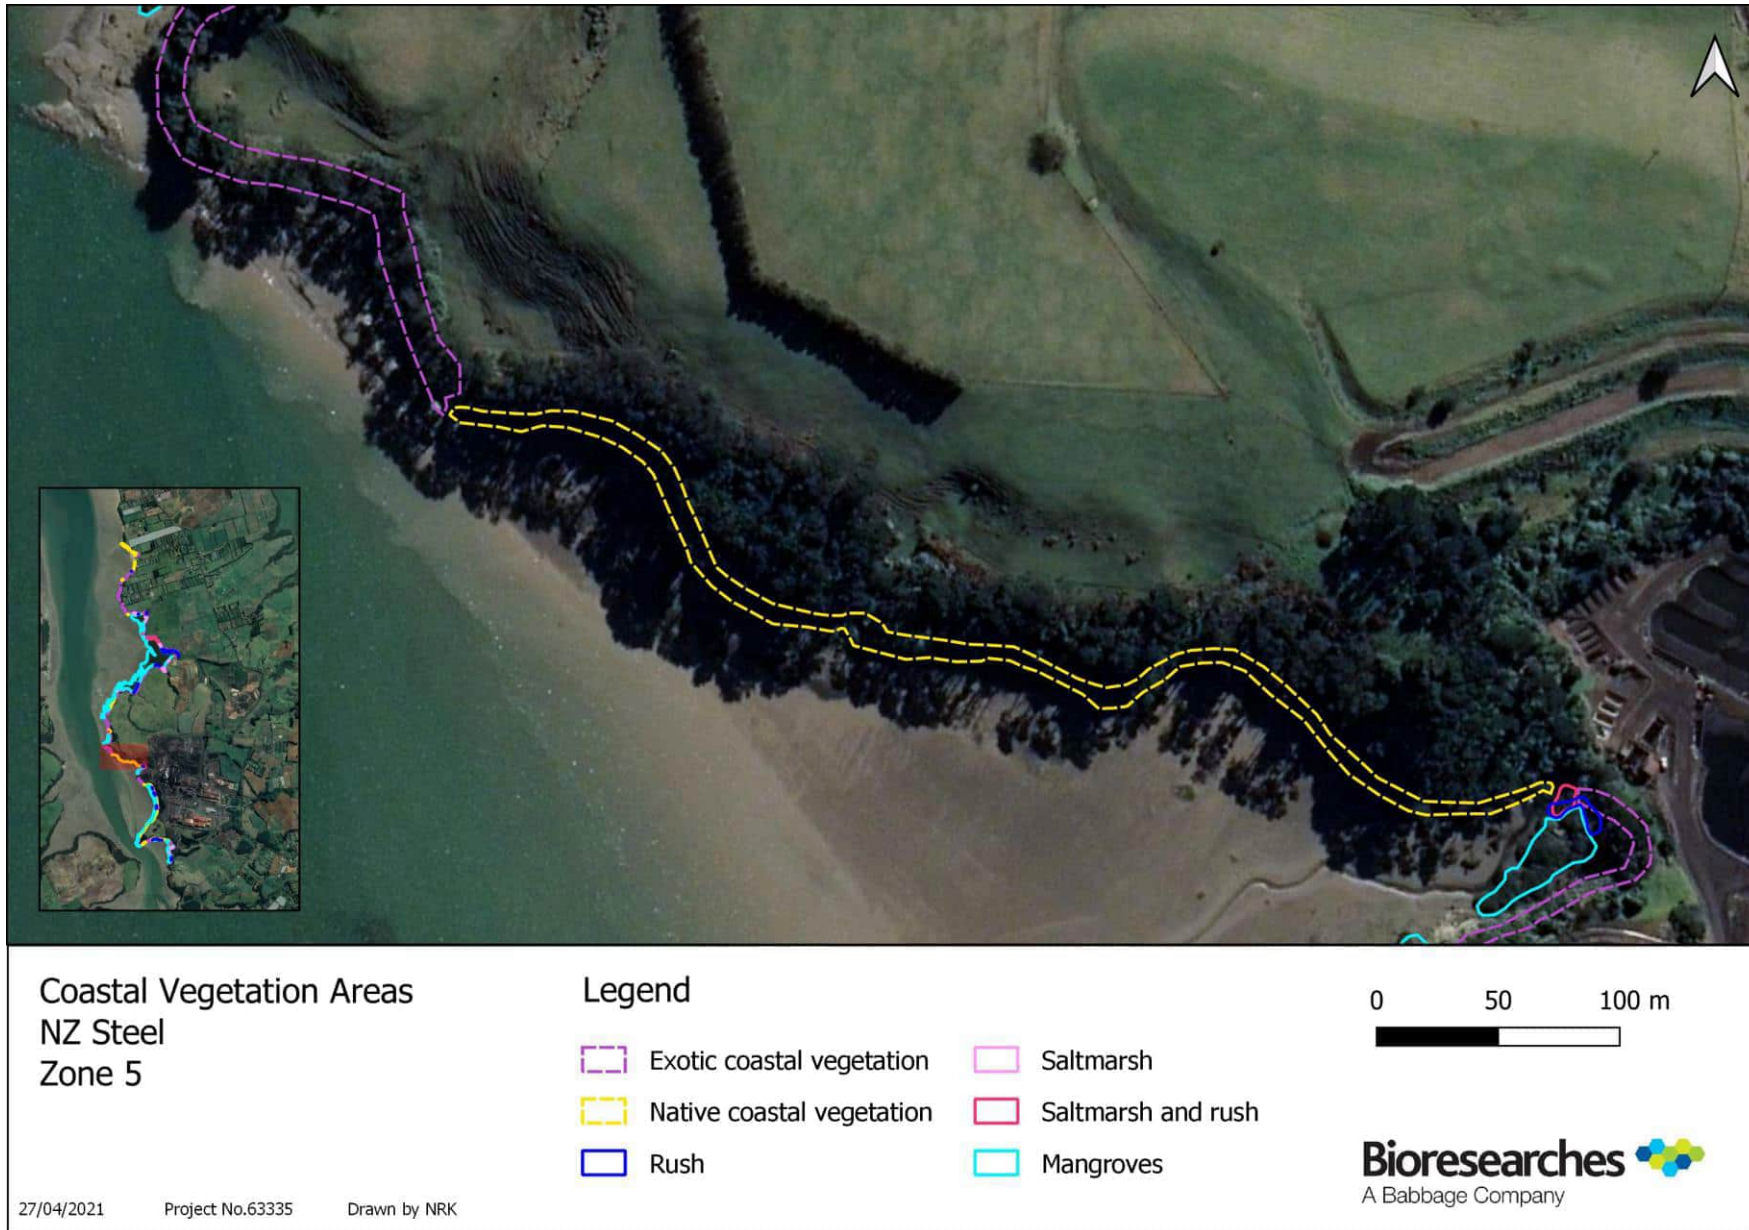 Coastal Vegetation Areas
NZ Steel
Zone 5
27/04/2021 Project No.63335 Drawn by NRK
Legend
Exotic coastal vegetation
Native coastal vegetation
Rush
Saltmarsh
Saltmarsh and rush
Mangroves
0 50 100 m
Bioresearches
A Babbage Company